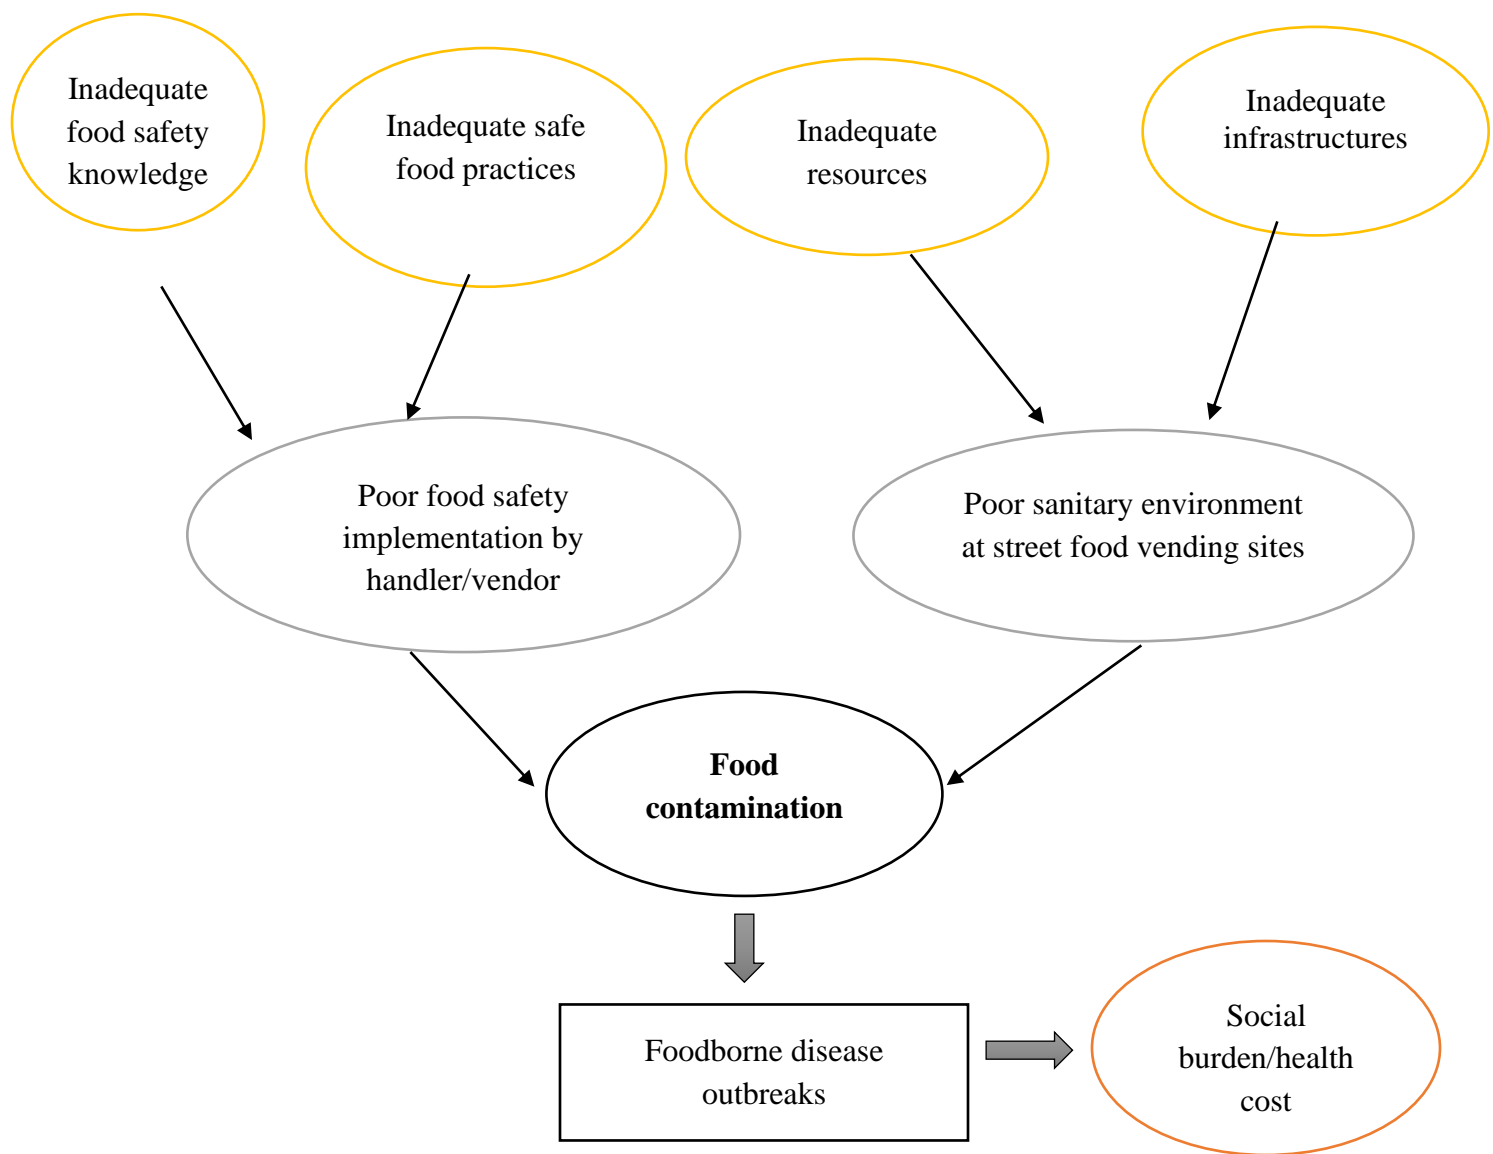 Inadequate
food safety
knowledge
Inadequate safe
food practices
Inadequate
resources
Inadequate
infrastructures
Poor food safety
implementation by
handler/vendor
Poor sanitary environment
at street food vending sites
Food
contamination
Foodborne disease
outbreaks
Social
burden/health
cost